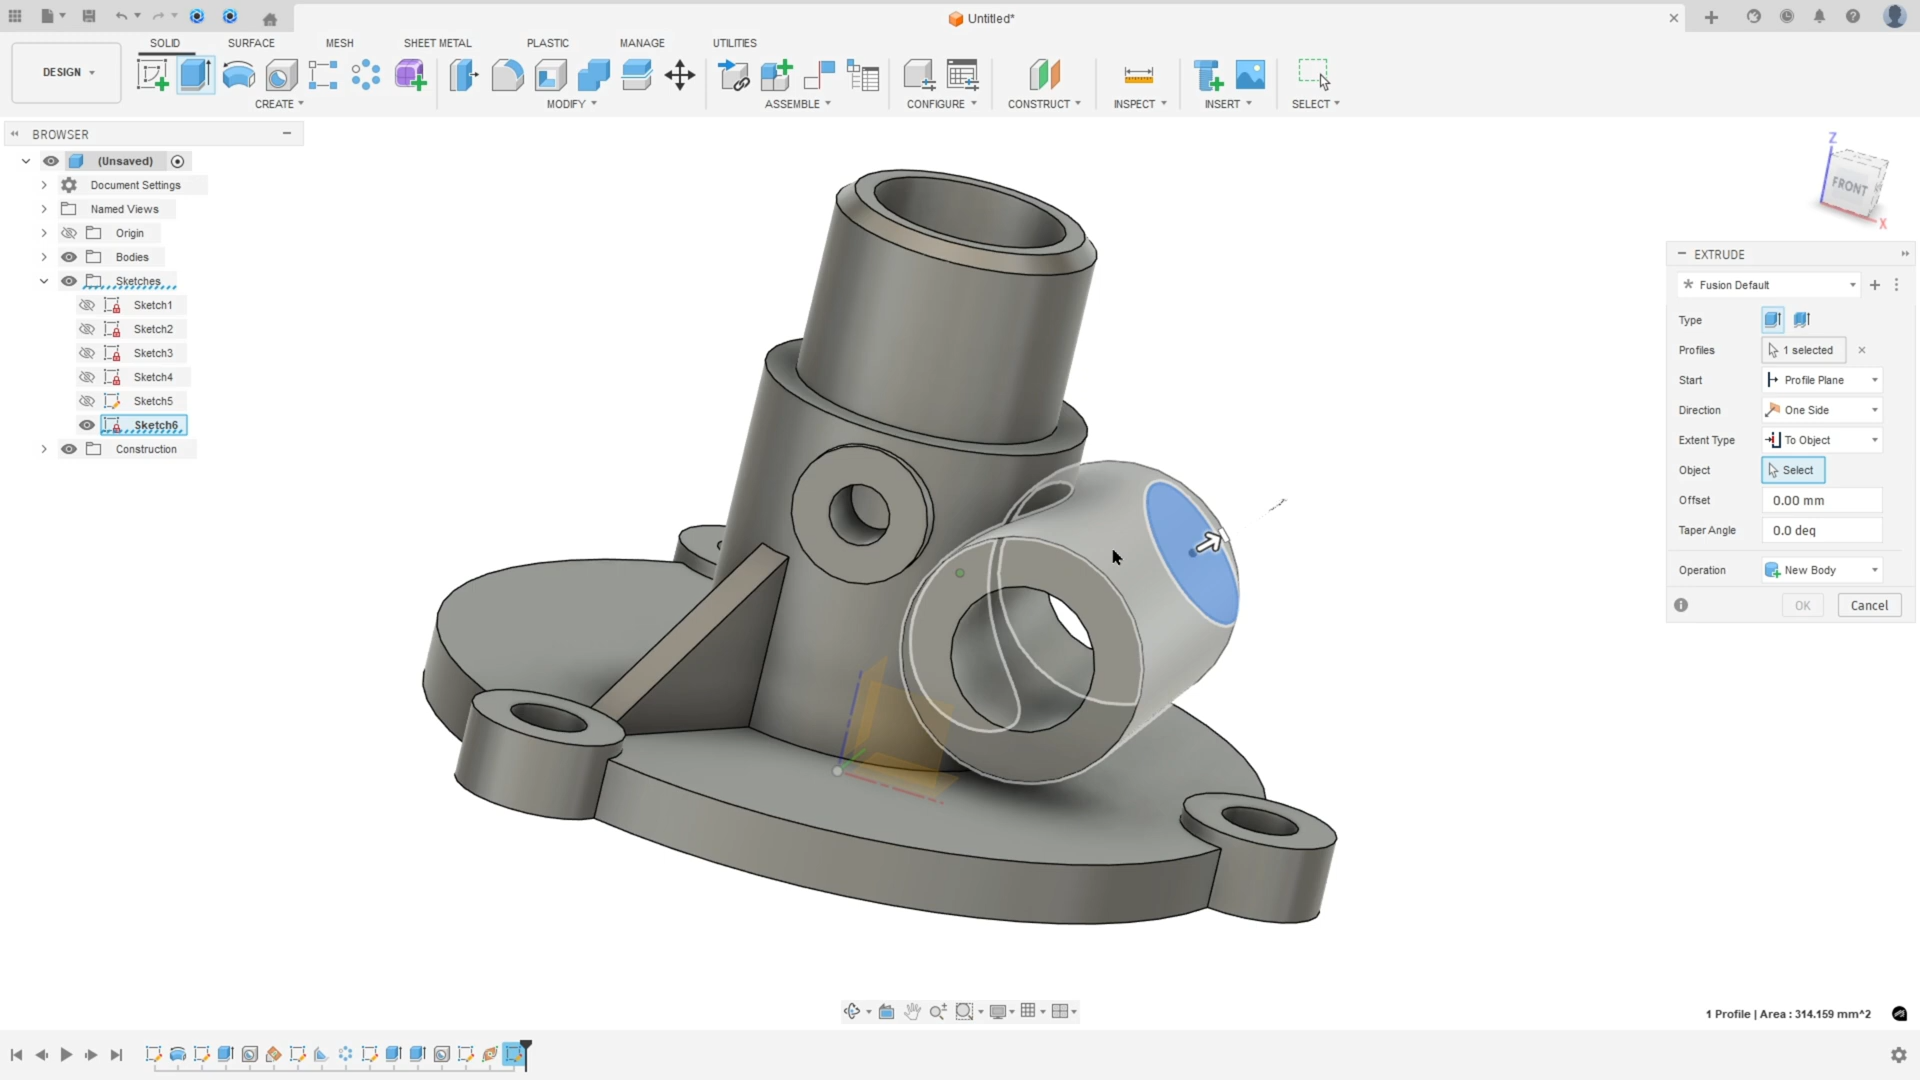 Untitled*
DESIGN
SOLID
SURFACE
MESH
SHEET METAL
PLASTIC
MANAGE
UTILITIES
CREATE
MODIFY
ASSEMBLE
CONFIGURE
CONSTRUCT
INSPECT
INSERT
SELECT
BROWSER
(Unsaved)
Document Settings
Named Views
Origin
Bodies
Sketches
Sketch1
Sketch2
Sketch3
Sketch4
Sketch5
Sketch6
Construction
Z
FRONT
X
EXTRUDE
* Fusion Default
Type
Profiles 1 selected
Start Profile Plane
Direction One Side
Extent Type To Object
Object Select
Offset 0.00 mm
Taper Angle 0.0 deg
Operation New Body
OK Cancel
1 Profile | Area : 314.159 mm^2